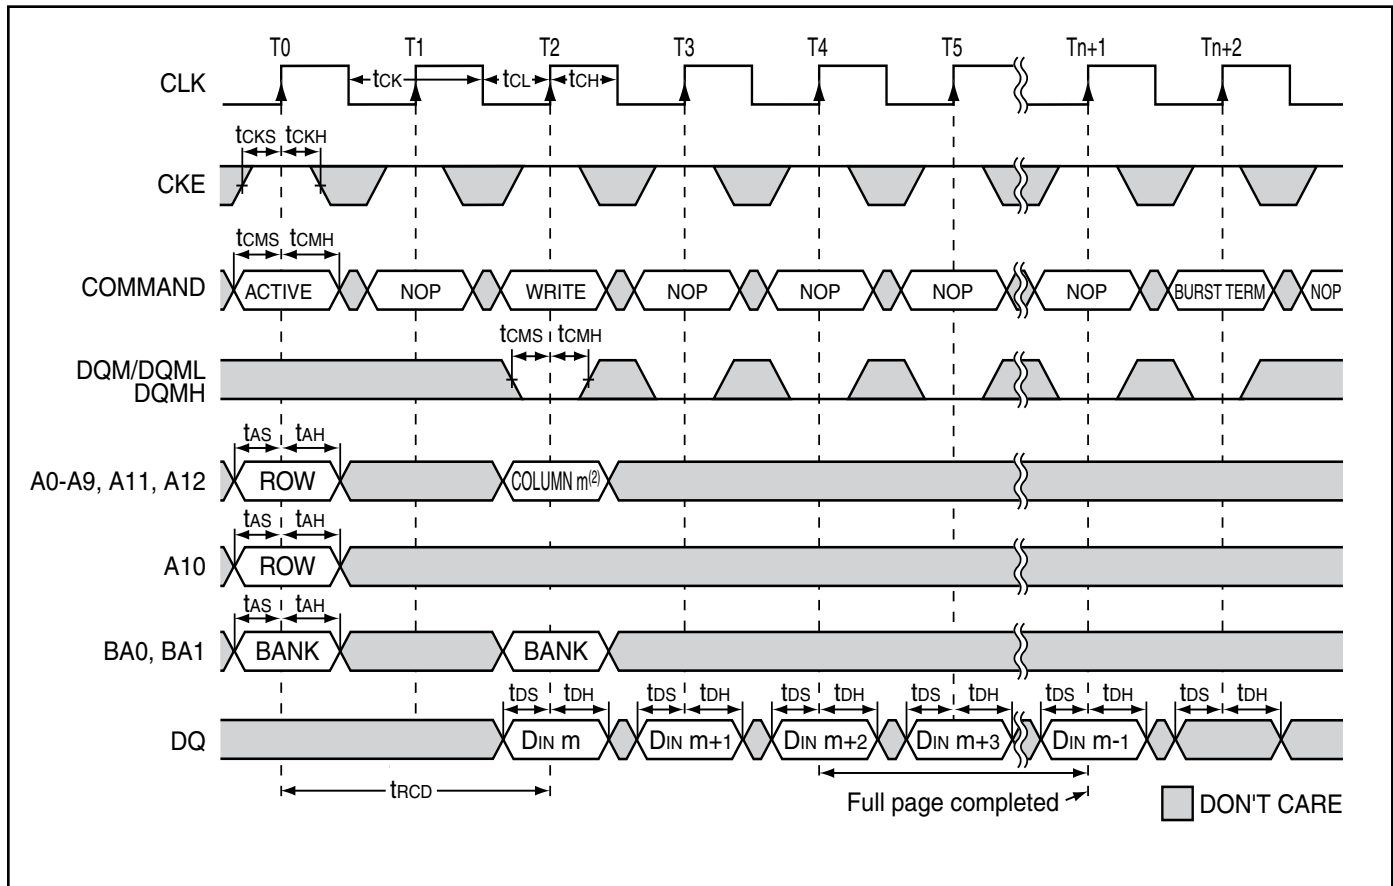 T0 T1 T2 T3 T4 T5 Tn+1 Tn+2
CLK
tCK tCL tCH
tCKS tCKH
CKE
tCMS tCMH
COMMAND
ACTIVE NOP WRITE NOP NOP NOP NOP BURST TERM NOP
tCMS tCMH
DQM/DQML
DQMH
tAS tAH
A0-A9, A11, A12
ROW COLUMN m(2)
tAS tAH
A10
ROW
tAS tAH
BA0, BA1
BANK BANK
tDS tDH tDS tDH tDS tDH tDS tDH tDS tDH tDS tDH
DQ
DIN m DIN m+1 DIN m+2 DIN m+3 DIN m-1
tRCD
Full page completed
DON'T CARE